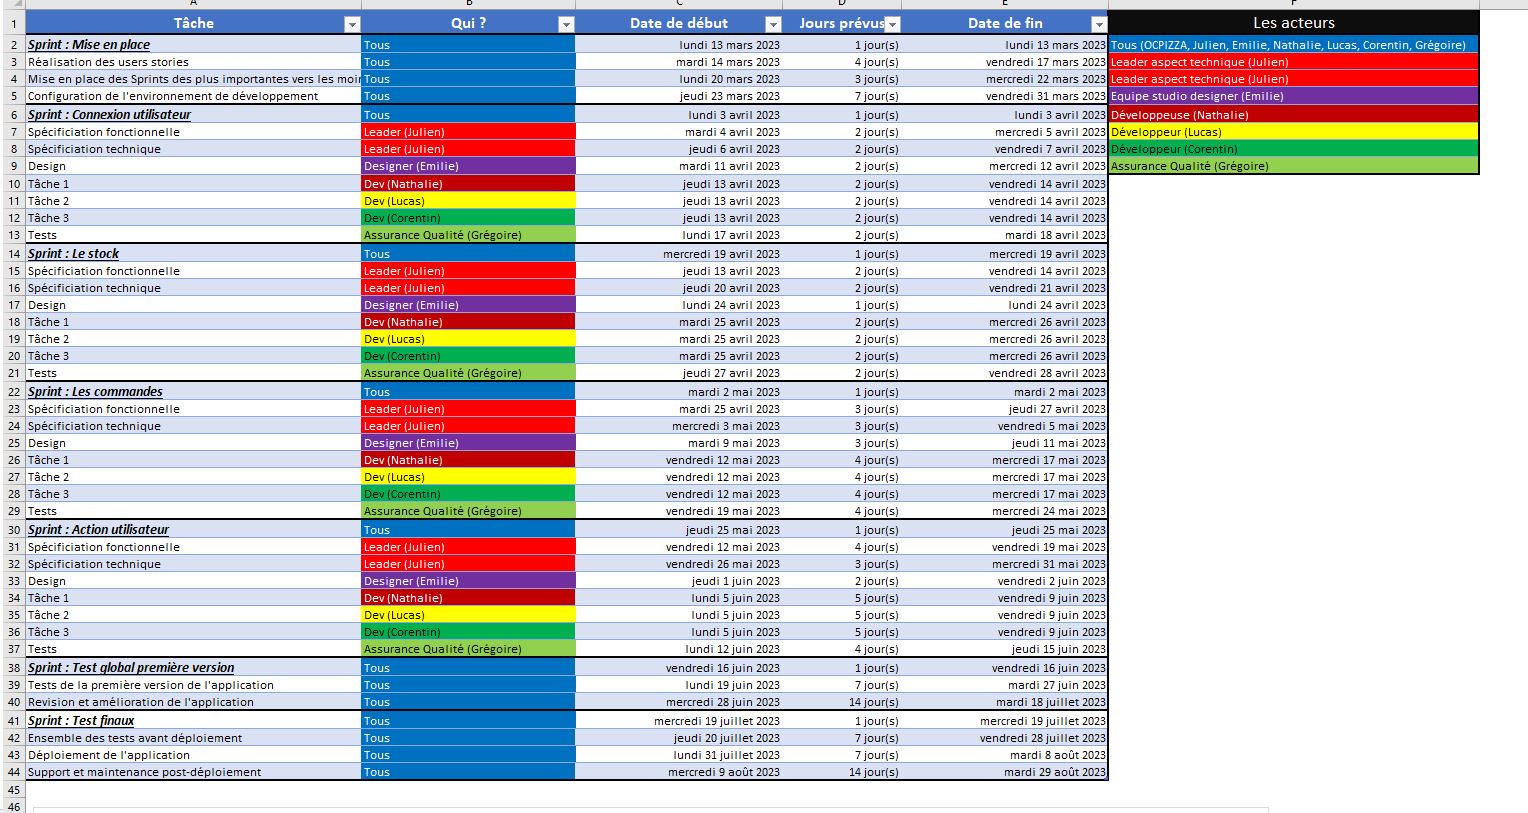 A B C D E F
1 Tâche Qui ? Date de début Jours prévus Date de fin Les acteurs
2 Sprint : Mise en place Tous lundi 13 mars 2023 1 jour(s) lundi 13 mars 2023 Tous (OCPIZZA, Julien, Emilie, Nathalie, Lucas, Corentin, Grégoire)
3 Réalisation des users stories Tous mardi 14 mars 2023 4 jour(s) vendredi 17 mars 2023 Leader aspect technique (Julien)
4 Mise en place des Sprints des plus importantes vers les moin Tous lundi 20 mars 2023 3 jour(s) mercredi 22 mars 2023 Leader aspect technique (Julien)
5 Configuration de l'environnement de développement Tous jeudi 23 mars 2023 7 jour(s) vendredi 31 mars 2023 Equipe studio designer (Emilie)
6 Sprint : Connexion utilisateur Tous lundi 3 avril 2023 1 jour(s) lundi 3 avril 2023 Développeuse (Nathalie)
7 Spécificiation fonctionnelle Leader (Julien) mardi 4 avril 2023 2 jour(s) mercredi 5 avril 2023 Développeur (Lucas)
8 Spécificiation technique Leader (Julien) jeudi 6 avril 2023 2 jour(s) vendredi 7 avril 2023 Développeur (Corentin)
9 Design Designer (Emilie) mardi 11 avril 2023 2 jour(s) mercredi 12 avril 2023 Assurance Qualité (Grégoire)
10 Tâche 1 Dev (Nathalie) jeudi 13 avril 2023 2 jour(s) vendredi 14 avril 2023
11 Tâche 2 Dev (Lucas) jeudi 13 avril 2023 2 jour(s) vendredi 14 avril 2023
12 Tâche 3 Dev (Corentin) jeudi 13 avril 2023 2 jour(s) vendredi 14 avril 2023
13 Tests Assurance Qualité (Grégoire) lundi 17 avril 2023 2 jour(s) mardi 18 avril 2023
14 Sprint : Le stock Tous mercredi 19 avril 2023 1 jour(s) mercredi 19 avril 2023
15 Spécificiation fonctionnelle Leader (Julien) jeudi 13 avril 2023 2 jour(s) vendredi 14 avril 2023
16 Spécificiation technique Leader (Julien) jeudi 20 avril 2023 2 jour(s) vendredi 21 avril 2023
17 Design Designer (Emilie) lundi 24 avril 2023 1 jour(s) lundi 24 avril 2023
18 Tâche 1 Dev (Nathalie) mardi 25 avril 2023 2 jour(s) mercredi 26 avril 2023
19 Tâche 2 Dev (Lucas) mardi 25 avril 2023 2 jour(s) mercredi 26 avril 2023
20 Tâche 3 Dev (Corentin) mardi 25 avril 2023 2 jour(s) mercredi 26 avril 2023
21 Tests Assurance Qualité (Grégoire) jeudi 27 avril 2023 2 jour(s) vendredi 28 avril 2023
22 Sprint : Les commandes Tous mardi 2 mai 2023 1 jour(s) mardi 2 mai 2023
23 Spécificiation fonctionnelle Leader (Julien) mardi 25 avril 2023 3 jour(s) jeudi 27 avril 2023
24 Spécificiation technique Leader (Julien) mercredi 3 mai 2023 3 jour(s) vendredi 5 mai 2023
25 Design Designer (Emilie) mardi 9 mai 2023 3 jour(s) jeudi 11 mai 2023
26 Tâche 1 Dev (Nathalie) vendredi 12 mai 2023 4 jour(s) mercredi 17 mai 2023
27 Tâche 2 Dev (Lucas) vendredi 12 mai 2023 4 jour(s) mercredi 17 mai 2023
28 Tâche 3 Dev (Corentin) vendredi 12 mai 2023 4 jour(s) mercredi 17 mai 2023
29 Tests Assurance Qualité (Grégoire) vendredi 19 mai 2023 4 jour(s) mercredi 24 mai 2023
30 Sprint : Action utilisateur Tous jeudi 25 mai 2023 1 jour(s) jeudi 25 mai 2023
31 Spécificiation fonctionnelle Leader (Julien) vendredi 12 mai 2023 4 jour(s) vendredi 19 mai 2023
32 Spécificiation technique Leader (Julien) vendredi 26 mai 2023 3 jour(s) mercredi 31 mai 2023
33 Design Designer (Emilie) jeudi 1 juin 2023 2 jour(s) vendredi 2 juin 2023
34 Tâche 1 Dev (Nathalie) lundi 5 juin 2023 5 jour(s) vendredi 9 juin 2023
35 Tâche 2 Dev (Lucas) lundi 5 juin 2023 5 jour(s) vendredi 9 juin 2023
36 Tâche 3 Dev (Corentin) lundi 5 juin 2023 5 jour(s) vendredi 9 juin 2023
37 Tests Assurance Qualité (Grégoire) lundi 12 juin 2023 4 jour(s) jeudi 15 juin 2023
38 Sprint : Test global première version Tous vendredi 16 juin 2023 1 jour(s) vendredi 16 juin 2023
39 Tests de la première version de l'application Tous lundi 19 juin 2023 7 jour(s) mardi 27 juin 2023
40 Revision et amélioration de l'application Tous mercredi 28 juin 2023 14 jour(s) mardi 18 juillet 2023
41 Sprint : Test finaux Tous mercredi 19 juillet 2023 1 jour(s) mercredi 19 juillet 2023
42 Ensemble des tests avant déploiement Tous jeudi 20 juillet 2023 7 jour(s) vendredi 28 juillet 2023
43 Déploiement de l'application Tous lundi 31 juillet 2023 7 jour(s) mardi 8 août 2023
44 Support et maintenance post-déploiement Tous mercredi 9 août 2023 14 jour(s) mardi 29 août 2023
45
46